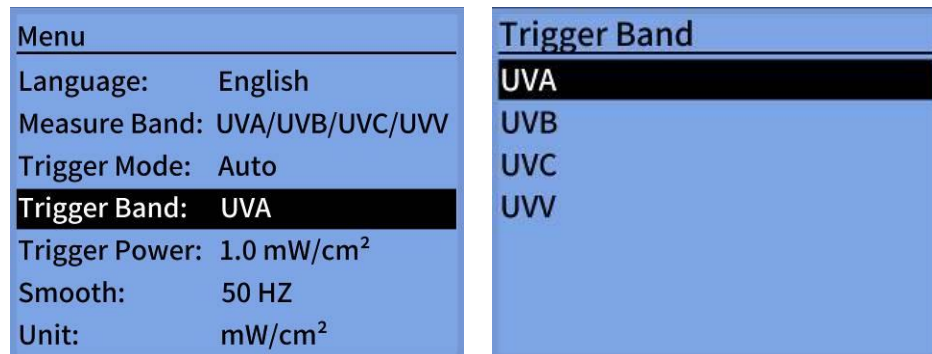 Menu
Language: English
Measure Band: UVA/UVB/UVC/UVV
Trigger Mode: Auto
Trigger Band: UVA
Trigger Power: 1.0 mW/cm²
Smooth: 50 HZ
Unit: mW/cm²
Trigger Band
UVA
UVB
UVC
UVV